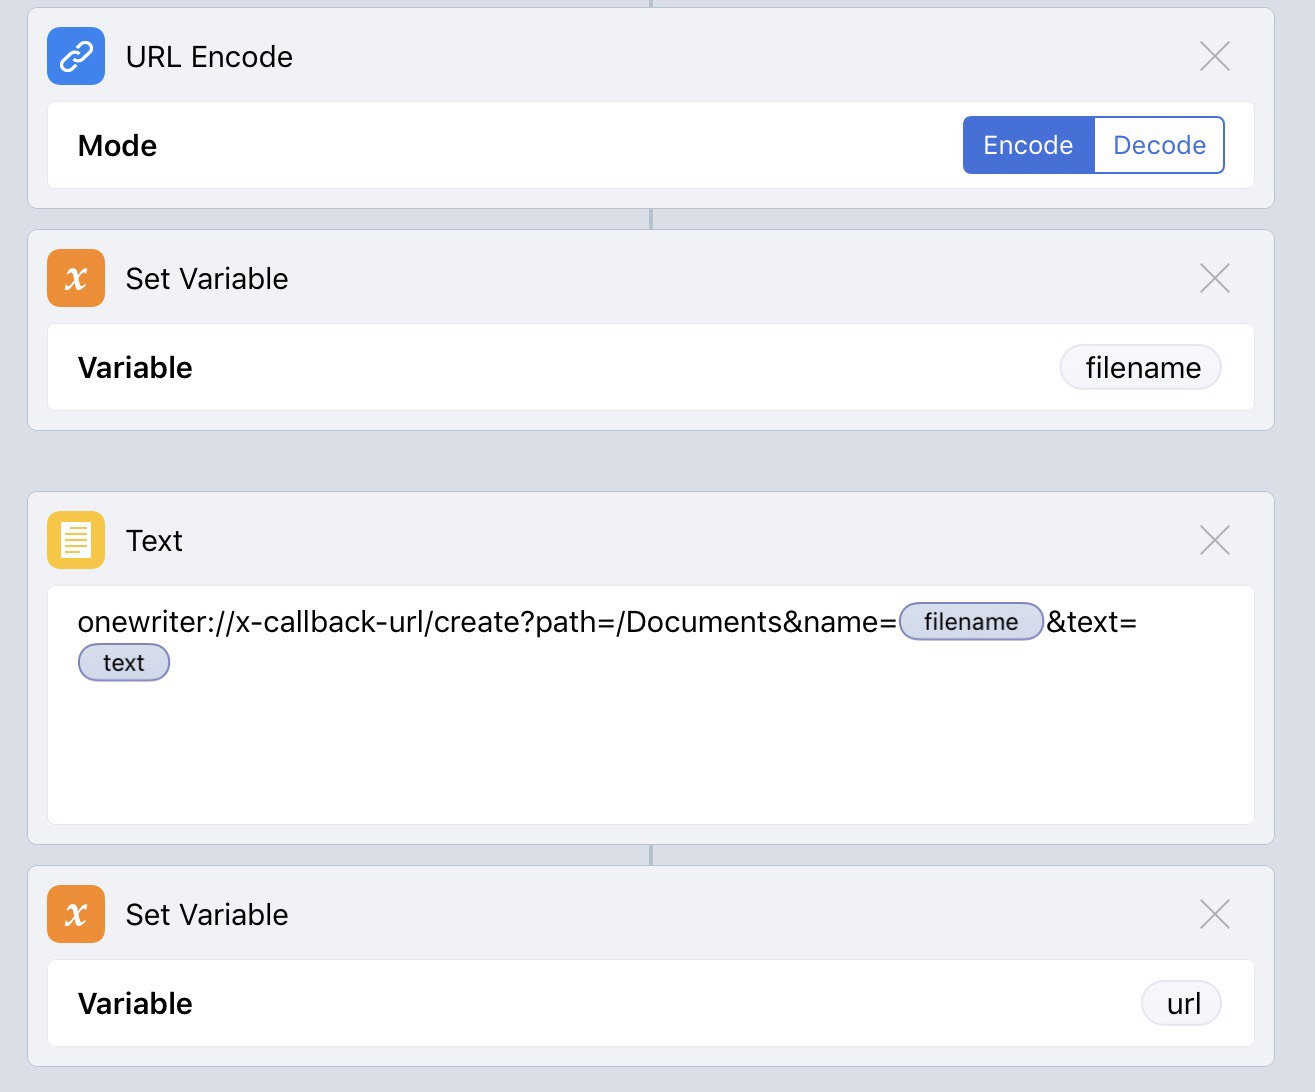 URL Encode
Mode Encode Decode
x Set Variable
Variable filename
Text
onewriter://x-callback-url/create?path=/Documents&name= filename &text=
text
x Set Variable
Variable url